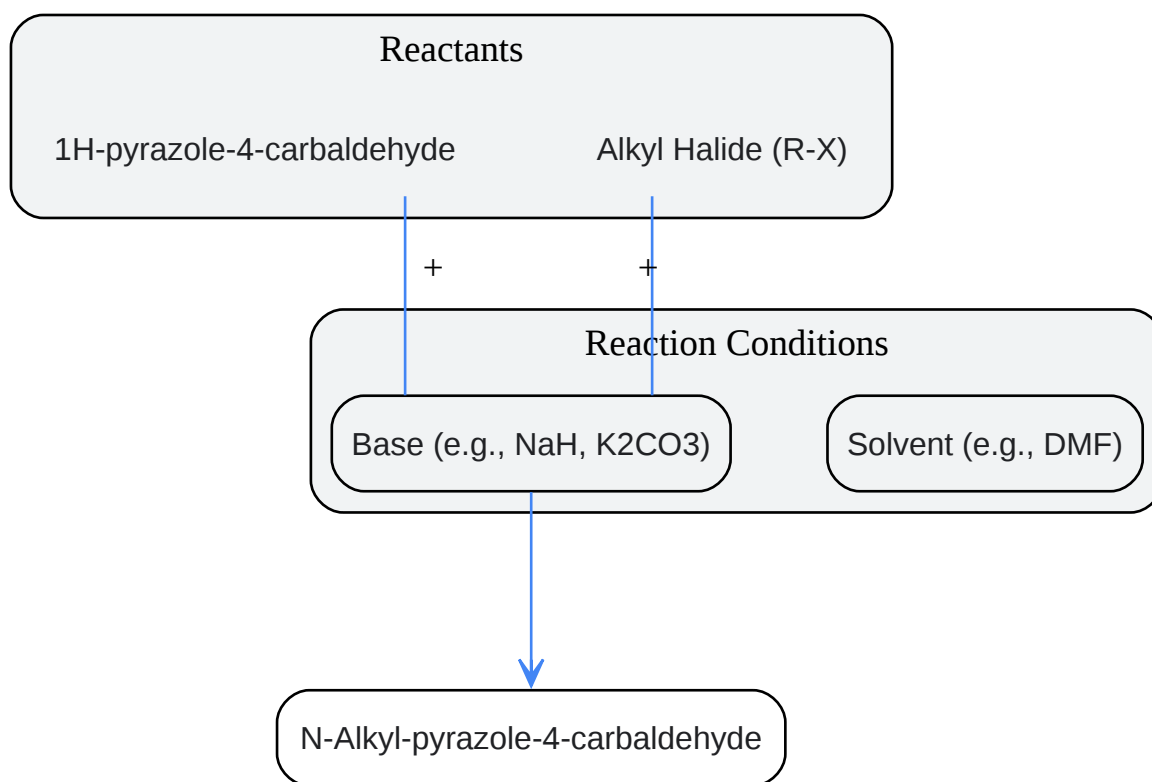 Reactants
1H-pyrazole-4-carbaldehyde
Alkyl Halide (R-X)
+
+
Reaction Conditions
Base (e.g., NaH, K2CO3)
Solvent (e.g., DMF)
N-Alkyl-pyrazole-4-carbaldehyde